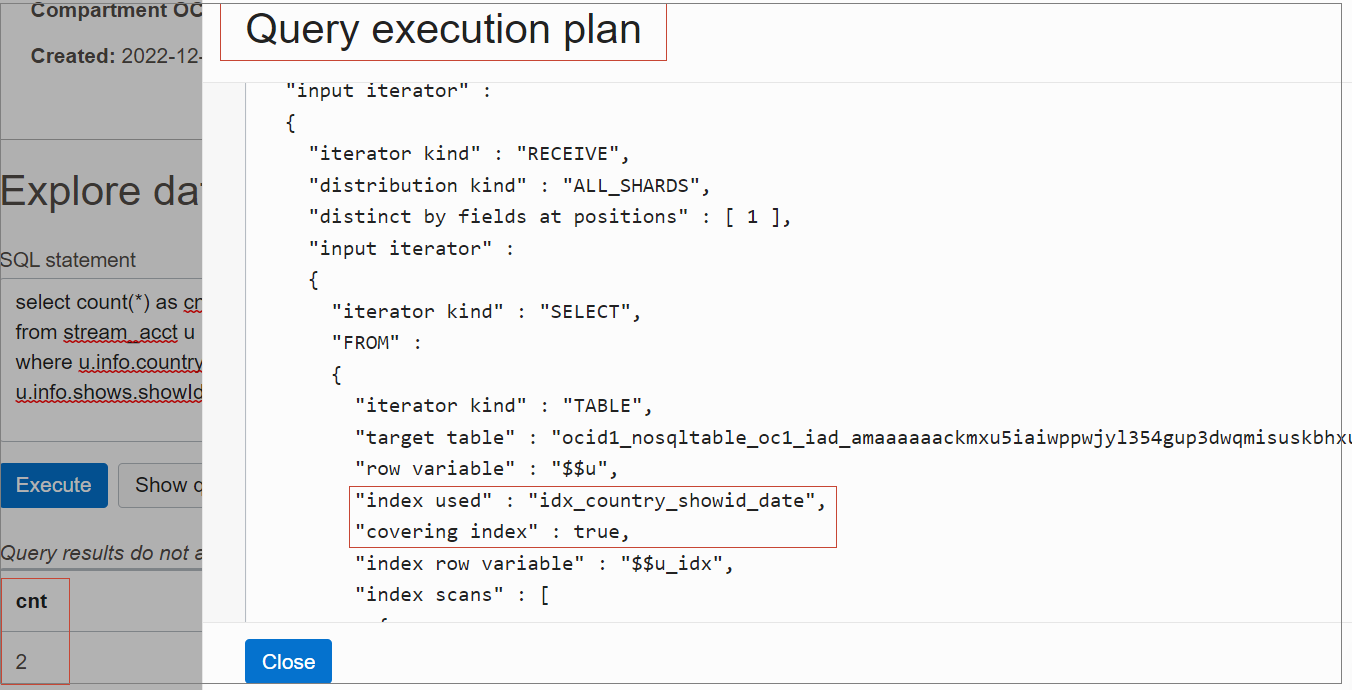 Compartment OC
Created: 2022-12-
Explore da
SQL statement
select count(*) as cn
from stream_acct u
where u.info.country
u.info.shows.showId
Execute
Show q
Query results do not a
cnt
2
Query execution plan
"input iterator" :
{
"iterator kind" : "RECEIVE",
"distribution kind" : "ALL_SHARDS",
"distinct by fields at positions" : [ 1 ],
"input iterator" :
{
"iterator kind" : "SELECT",
"FROM" :
{
"iterator kind" : "TABLE",
"target table" : "ocid1_nosqltable_oc1_iad_amaaaaaackmxu5iaiwppwjyl354gup3dwqmisuskbhxu
"row variable" : "$$u",
"index used" : "idx_country_showid_date",
"covering index" : true,
"index row variable" : "$$u_idx",
"index scans" : [
Close